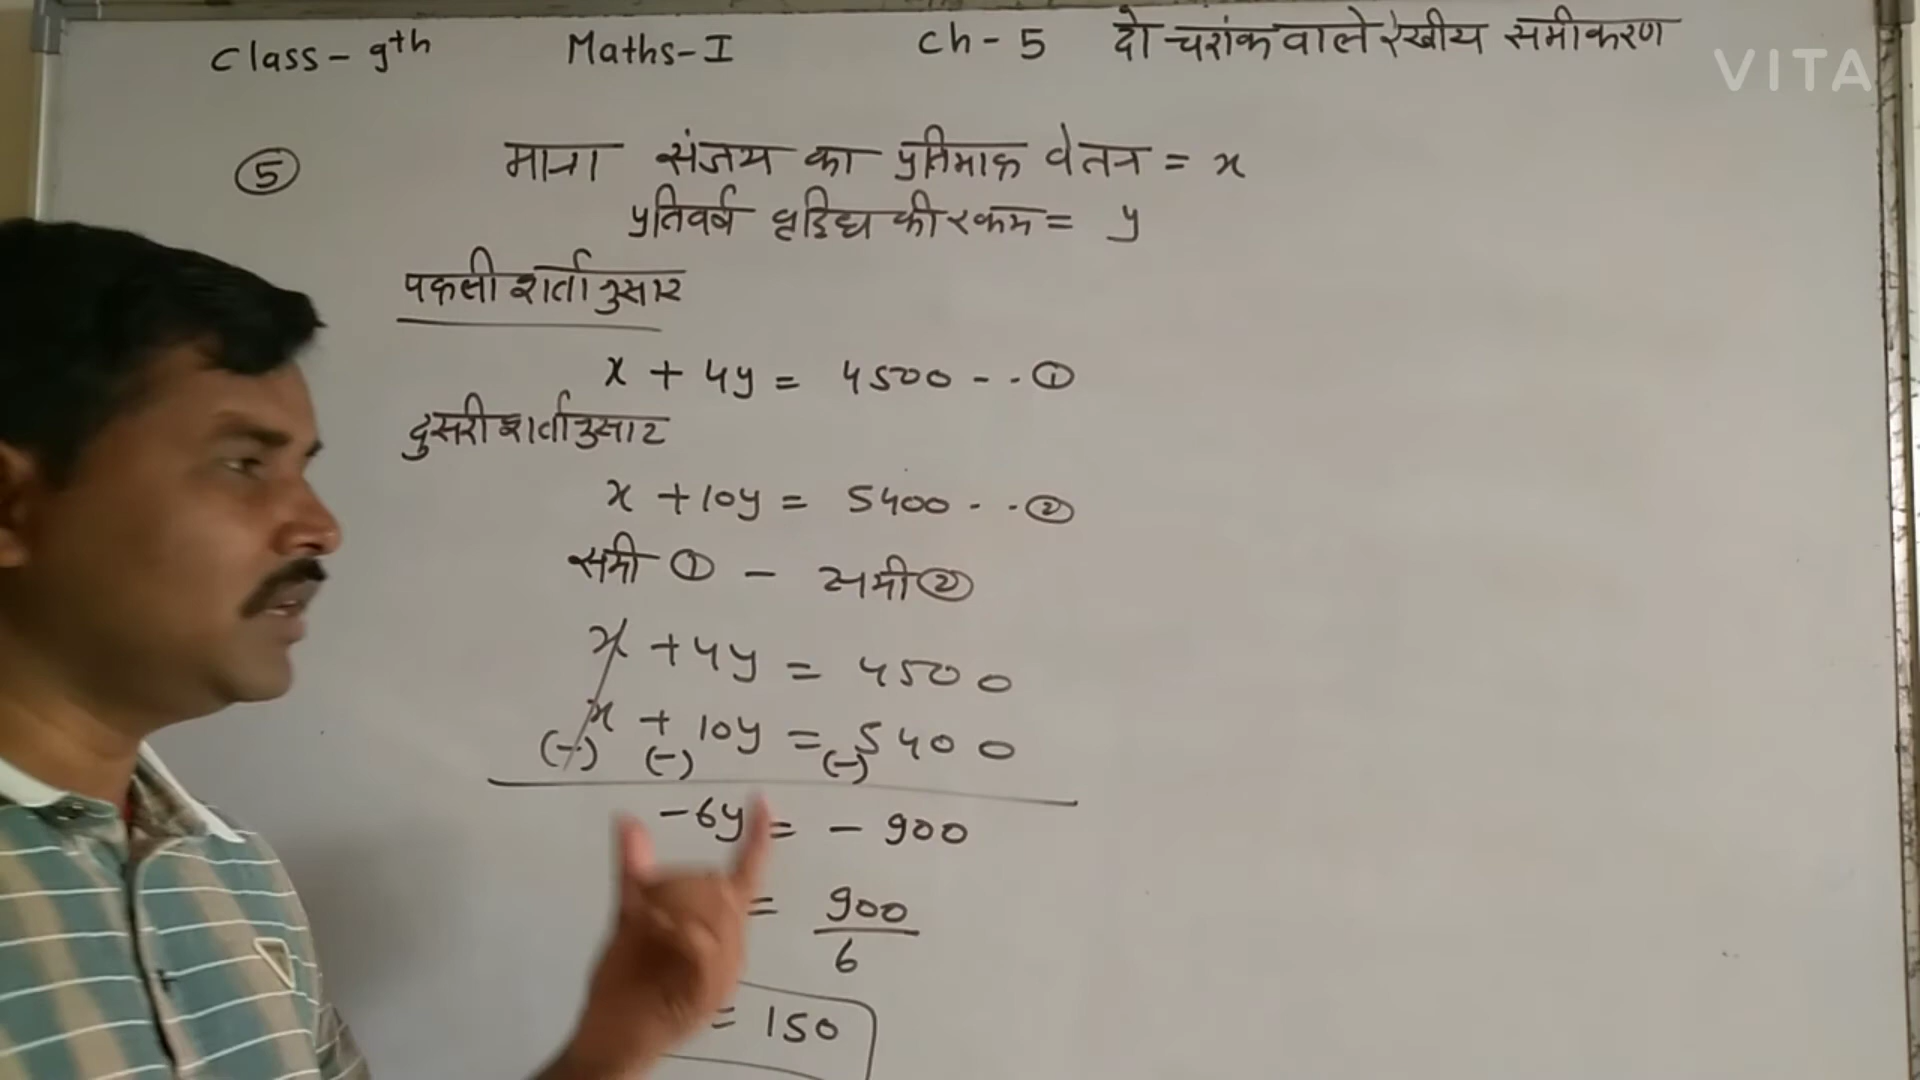 Class - 9th Maths-I Ch - 5 दो चरांक वाले रेखीय समीकरण
VITA
⑤ माना संजय का प्रतिमाह वेतन = x
प्रतिवर्ष वृद्धि की रकम = y
पहली शर्तानुसार
x + 4y = 4500 - - ①
दुसरी शर्तानुसार
x + 10y = 5400 - - ②
समी ① - समी ②
x + 4y = 4500
x + 10y = 5400
(-) (-) (-)
-6y = - 900
= 900
6
= 150